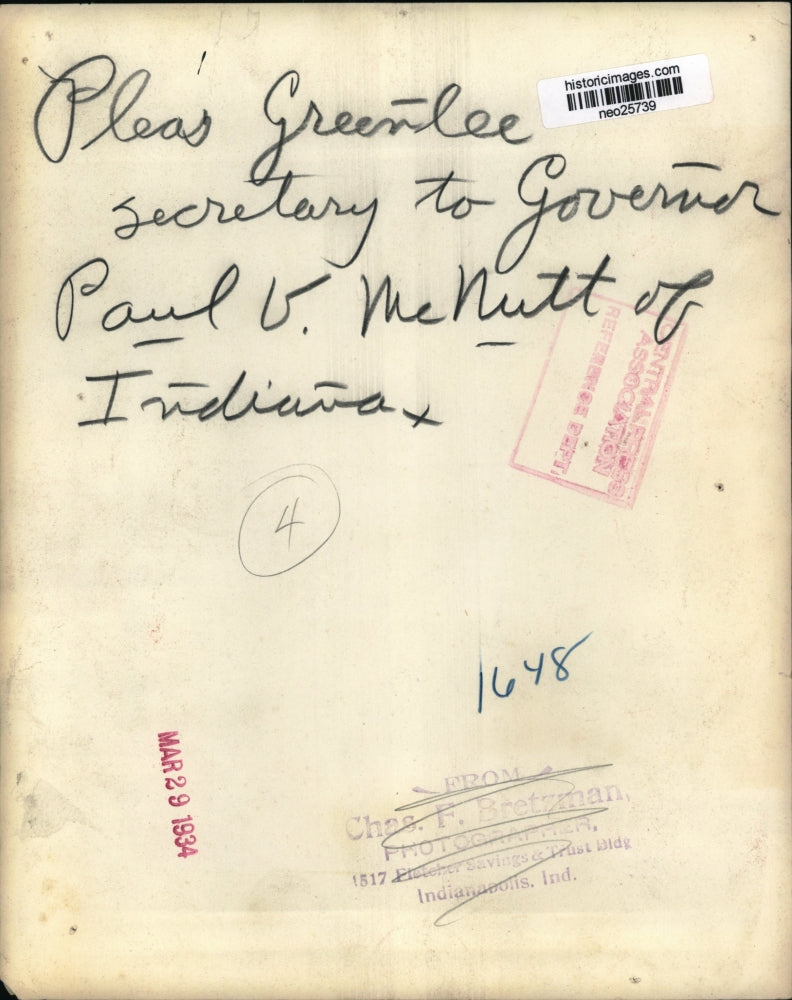 Pleas Greenlee
secretary to Governor
Paul V. McNutt of
Indiana x
historicimages.com
neo25739
CENTRAL PRESS
ASSOCIATION
REFERENCE DEPT.
4
1648
MAR 29 1934
FROM
Chas. F. Bretzman,
PHOTOGRAPHER,
1517 Fletcher Savings & Trust Bldg
Indianapolis, Ind.